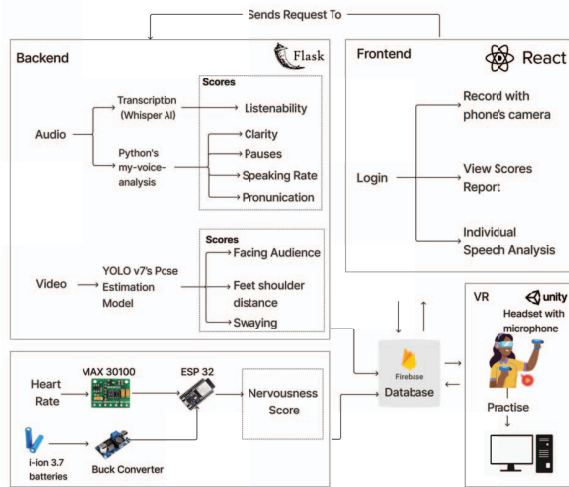 Sends Request To
Backend
Flask
Scores
Audio
Transcription
(Whisper AI)
Listenability
Python's
my-voice-
analysis
Clarity
Pauses
Speaking Rate
Pronunication
Video
YOLO v7's Pose
Estimation
Model
Scores
Facing Audience
Feet shoulder
distance
Swaying
Frontend
React
Login
Record with
phone's camera
View Scores
Report
Individual
Speech Analysis
Heart
Rate
MAX 30100
ESP 32
Nervousness
Score
i-ion 3.7
batteries
Buck Converter
Firebase
Database
VR
unity
Headset with
microphone
Practise